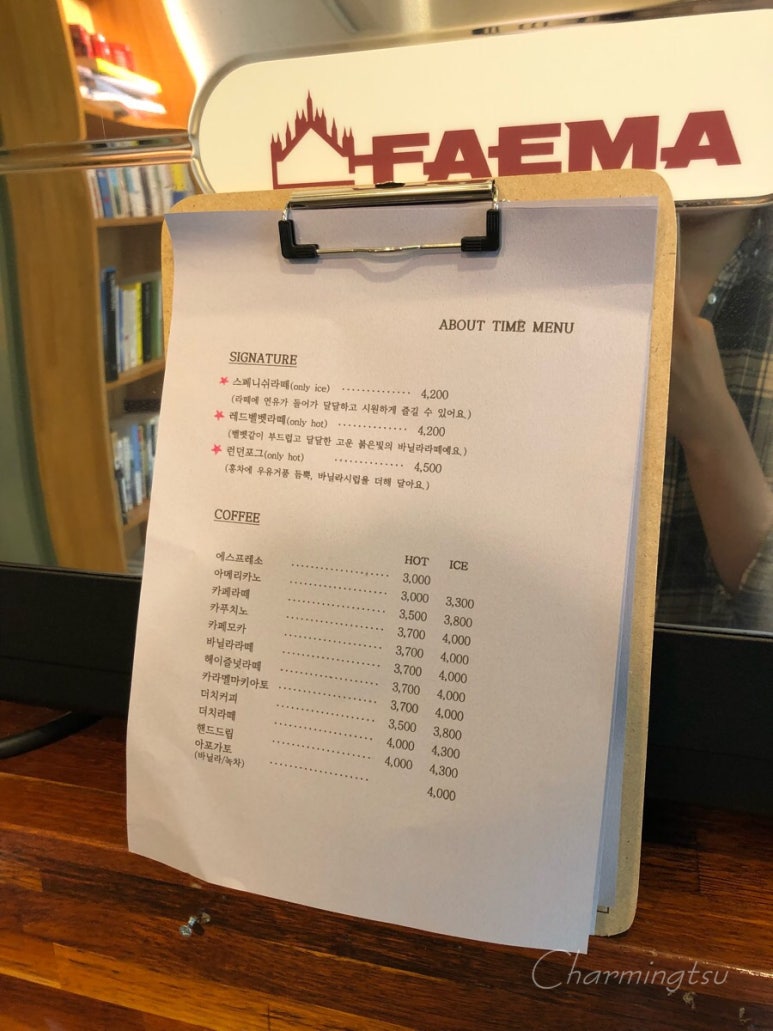 FAEMA
ABOUT TIME MENU
SIGNATURE
스페니쉬라떼(only ice) .............. 4,200
(라떼에 연유가 들어가 달달하고 시원하게 즐길 수 있어요.)
레드벨벳라떼(only hot) .............. 4,200
(벨벳같이 부드럽고 달달한 고운 붉은빛의 바닐라라떼예요.)
런던포그(only hot) .............. 4,500
(홍차에 우유거품 듬뿍, 바닐라시럽을 더해 달아요.)
COFFEE
HOT ICE
에스프레소 .................... 3,000
아메리카노 .................... 3,000 3,300
카페라떼 .................... 3,500 3,800
카푸치노 .................... 3,700 4,000
카페모카 .................... 3,700 4,000
바닐라라떼 .................... 3,700 4,000
헤이즐넛라떼 .................... 3,700 4,000
카라멜마키아토 .................... 3,700 4,000
더치커피 .................... 3,500 3,800
더치라떼 .................... 4,000 4,300
핸드드립 .................... 4,000 4,300
아포가토 .................... 4,000
(바닐라/녹차)
Charmingtsu